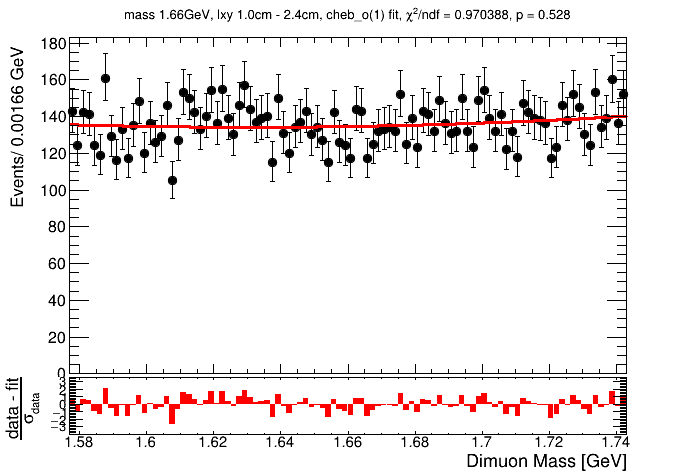 mass 1.66GeV, lxy 1.0cm - 2.4cm, cheb_o(1) fit, χ²/ndf = 0.970388, p = 0.528
Events/ 0.00166 GeV
180
160
140
120
100
80
60
40
20
0
data - fit
σdata
3
2
1
0
−1
−2
−3
1.58 1.6 1.62 1.64 1.66 1.68 1.7 1.72 1.74
Dimuon Mass [GeV]